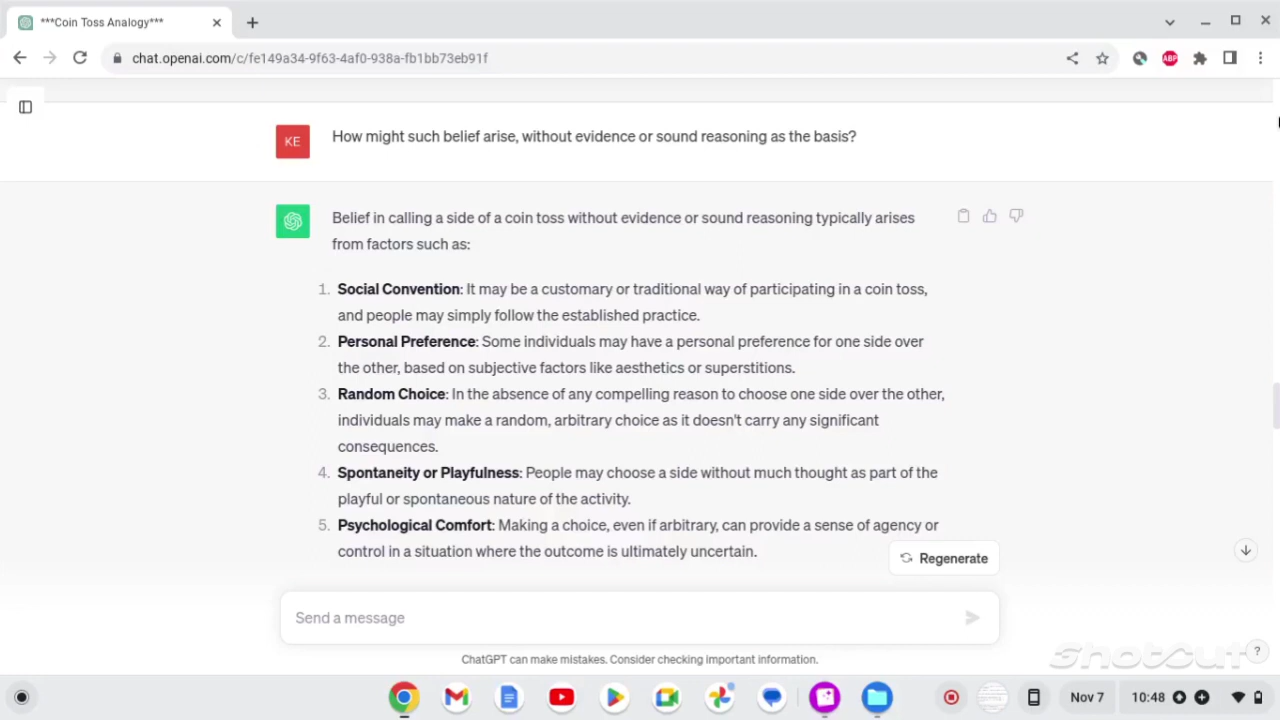 ***Coin Toss Analogy***
chat.openai.com/c/fe149a34-9f63-4af0-938a-fb1bb73eb91f
ABP
KE
How might such belief arise, without evidence or sound reasoning as the basis?
Belief in calling a side of a coin toss without evidence or sound reasoning typically arises
from factors such as:
1. Social Convention: It may be a customary or traditional way of participating in a coin toss,
and people may simply follow the established practice.
2. Personal Preference: Some individuals may have a personal preference for one side over
the other, based on subjective factors like aesthetics or superstitions.
3. Random Choice: In the absence of any compelling reason to choose one side over the other,
individuals may make a random, arbitrary choice as it doesn't carry any significant
consequences.
4. Spontaneity or Playfulness: People may choose a side without much thought as part of the
playful or spontaneous nature of the activity.
5. Psychological Comfort: Making a choice, even if arbitrary, can provide a sense of agency or
control in a situation where the outcome is ultimately uncertain.
Regenerate
Send a message
ChatGPT can make mistakes. Consider checking important information.
Shotcut
?
Nov 7
10:48